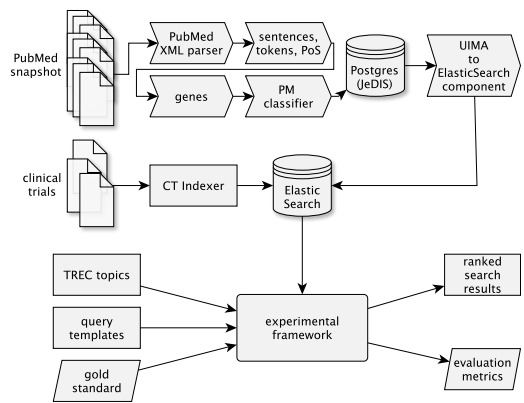 PubMed
snapshot
PubMed
XML parser
sentences,
tokens, PoS
genes
PM
classifier
Postgres
(JeDIS)
UIMA
to
ElasticSearch
component
clinical
trials
CT Indexer
Elastic
Search
TREC topics
query
templates
gold
standard
experimental
framework
ranked
search
results
evaluation
metrics